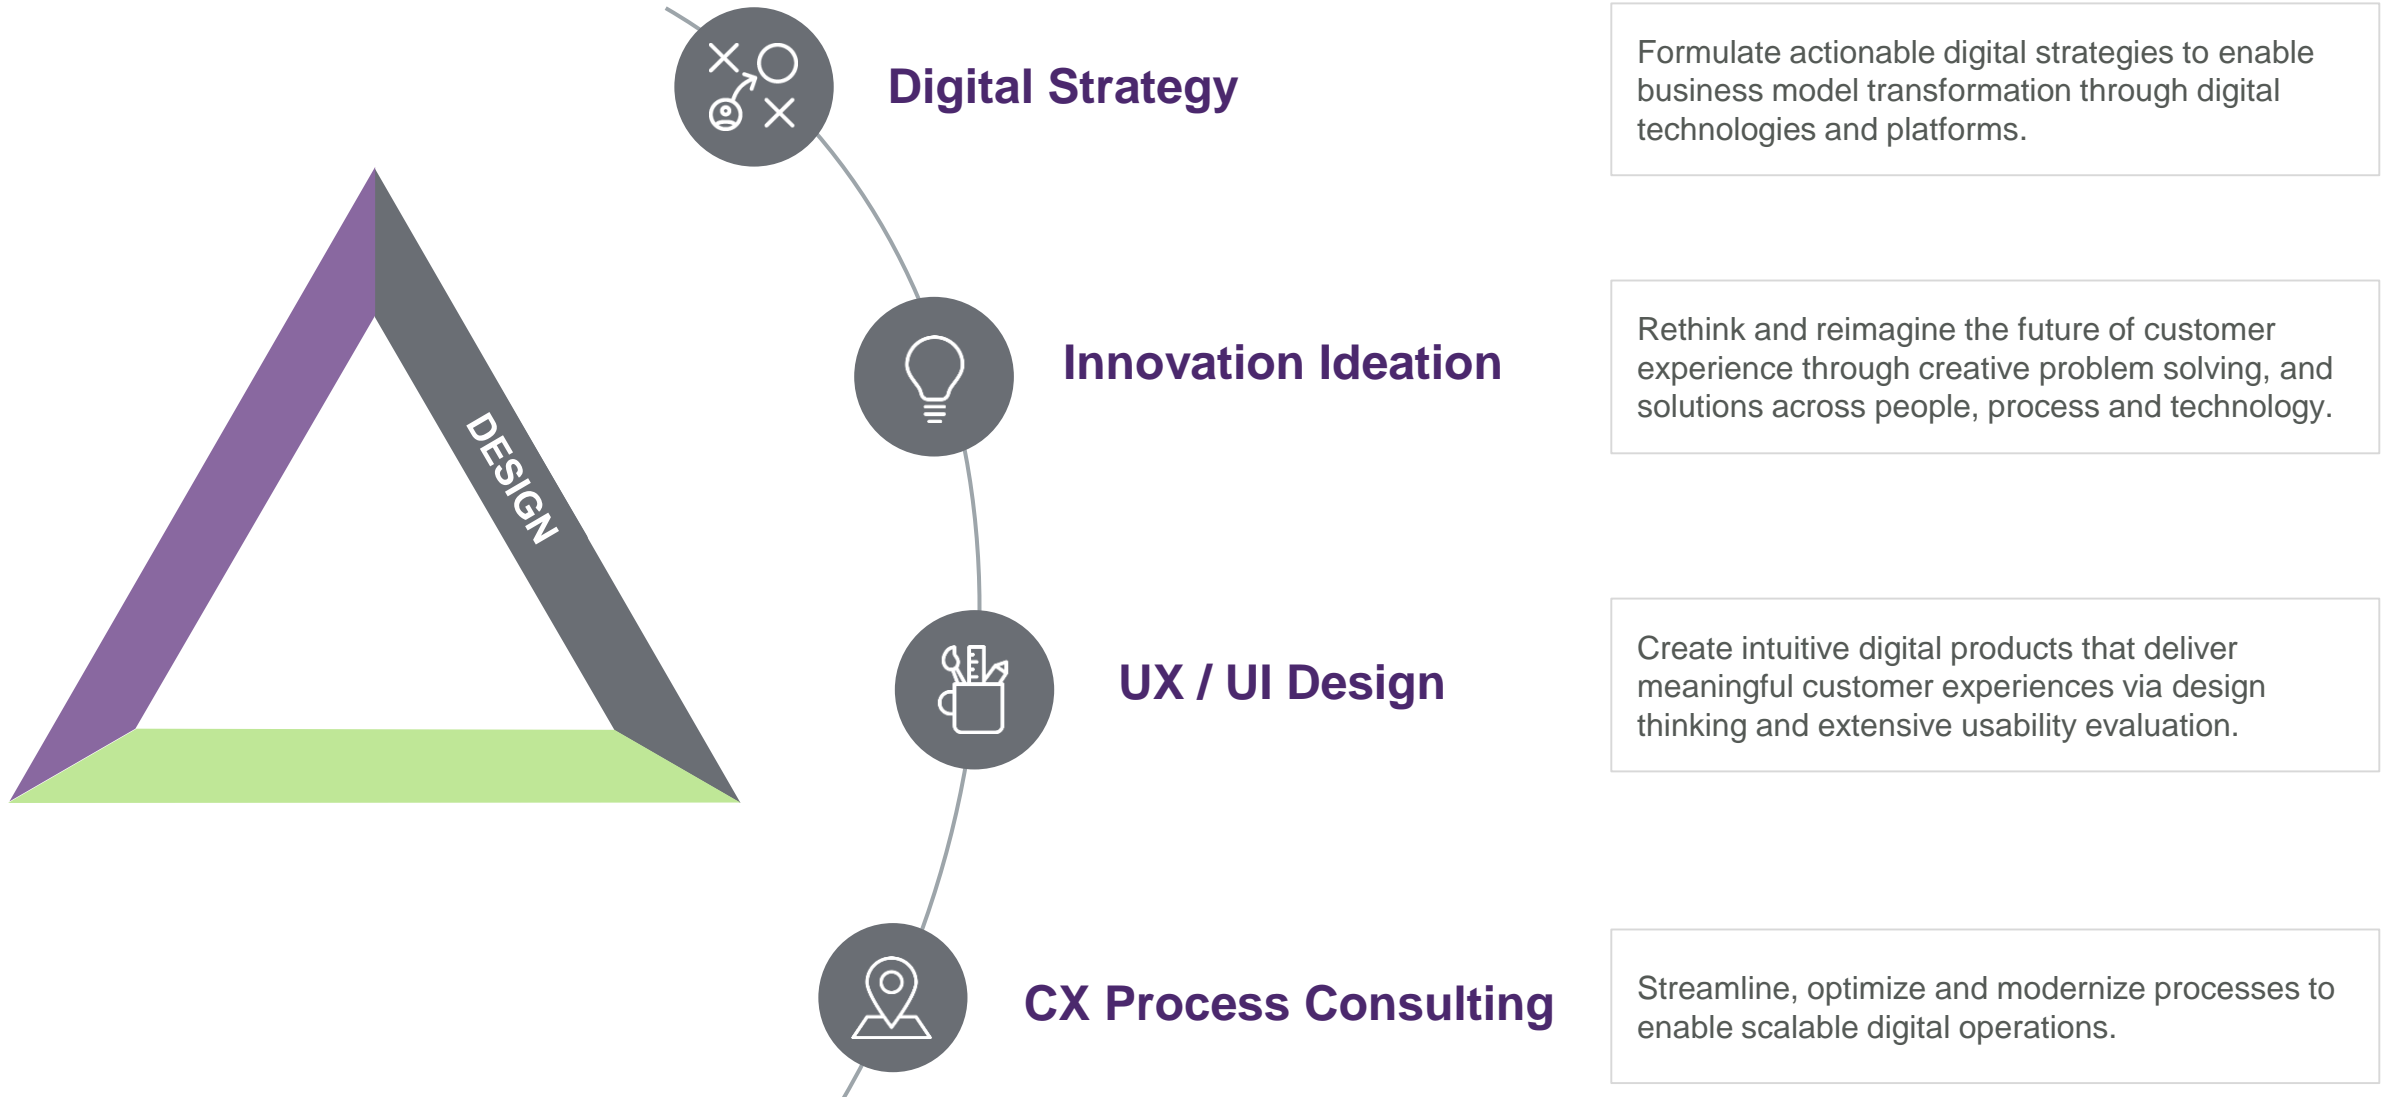 Digital Strategy
Formulate actionable digital strategies to enable
business model transformation through digital
technologies and platforms.
DESIGN
Innovation Ideation
Rethink and reimagine the future of customer
experience through creative problem solving, and
solutions across people, process and technology.
UX / UI Design
Create intuitive digital products that deliver
meaningful customer experiences via design
thinking and extensive usability evaluation.
CX Process Consulting
Streamline, optimize and modernize processes to
enable scalable digital operations.